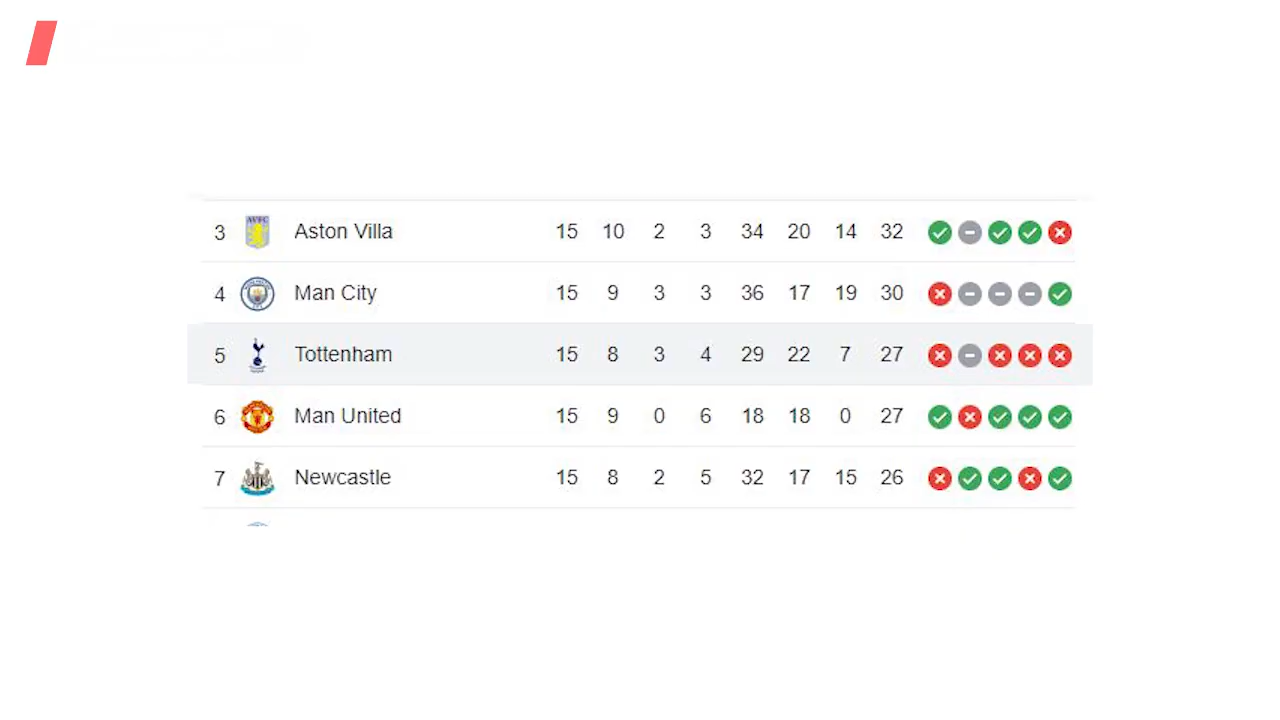 3 AVFC Aston Villa 15 10 2 3 34 20 14 32
4 Man City 15 9 3 3 36 17 19 30
5 Tottenham 15 8 3 4 29 22 7 27
6 Man United 15 9 0 6 18 18 0 27
7 Newcastle 15 8 2 5 32 17 15 26